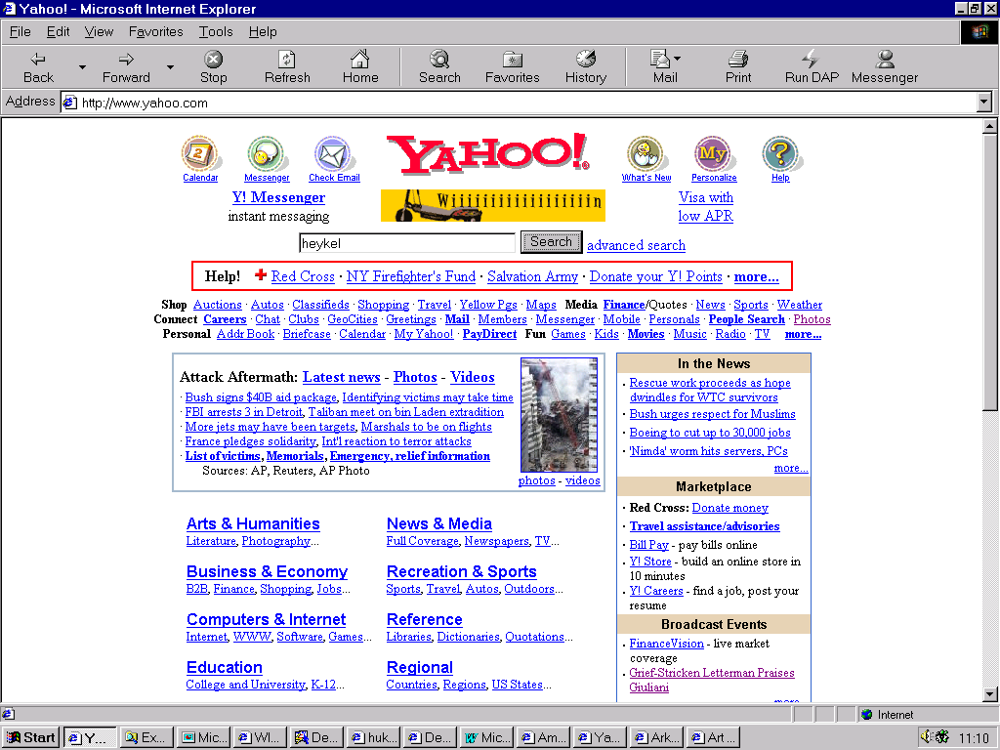 Yahoo! - Microsoft Internet Explorer
File Edit View Favorites Tools Help
Back Forward Stop Refresh Home Search Favorites History Mail Print Run DAP Messenger
Address http://www.yahoo.com
Calendar Messenger Check Email YAHOO! What's New My Personalize Help
Y! Messenger
instant messaging
Wiiiiiiiiiiiiiiiiin
Visa with
low APR
heykel Search advanced search
Help! Red Cross · NY Firefighter's Fund · Salvation Army · Donate your Y! Points · more...
Shop Auctions · Autos · Classifieds · Shopping · Travel · Yellow Pgs · Maps Media Finance/Quotes · News · Sports · Weather
Connect Careers · Chat · Clubs · GeoCities · Greetings · Mail · Members · Messenger · Mobile · Personals · People Search · Photos
Personal Addr Book · Briefcase · Calendar · My Yahoo! · PayDirect Fun Games · Kids · Movies · Music · Radio · TV more...
Attack Aftermath: Latest news - Photos - Videos
· Bush signs $40B aid package, Identifying victims may take time
· FBI arrests 3 in Detroit, Taliban meet on bin Laden extradition
· More jets may have been targets, Marshals to be on flights
· France pledges solidarity, Int'l reaction to terror attacks
· List of victims, Memorials, Emergency, relief information
Sources: AP, Reuters, AP Photo
photos - videos
Arts & Humanities
Literature, Photography...
News & Media
Full Coverage, Newspapers, TV...
Business & Economy
B2B, Finance, Shopping, Jobs...
Recreation & Sports
Sports, Travel, Autos, Outdoors...
Computers & Internet
Internet, WWW, Software, Games...
Reference
Libraries, Dictionaries, Quotations...
Education
College and University, K-12...
Regional
Countries, Regions, US States...
In the News
· Rescue work proceeds as hope
dwindles for WTC survivors
· Bush urges respect for Muslims
· Boeing to cut up to 30,000 jobs
· 'Nimda' worm hits servers, PCs
more...
Marketplace
· Red Cross: Donate money
· Travel assistance/advisories
· Bill Pay - pay bills online
· Y! Store - build an online store in
10 minutes
· Y! Careers - find a job, post your
resume
Broadcast Events
· FinanceVision - live market
coverage
· Grief-Stricken Letterman Praises
Giuliani
more...
Internet
Start Y... Ex... Mic... Wl... De... huk... De... Mic... Am... Ya... Ark... Art ... 11:10